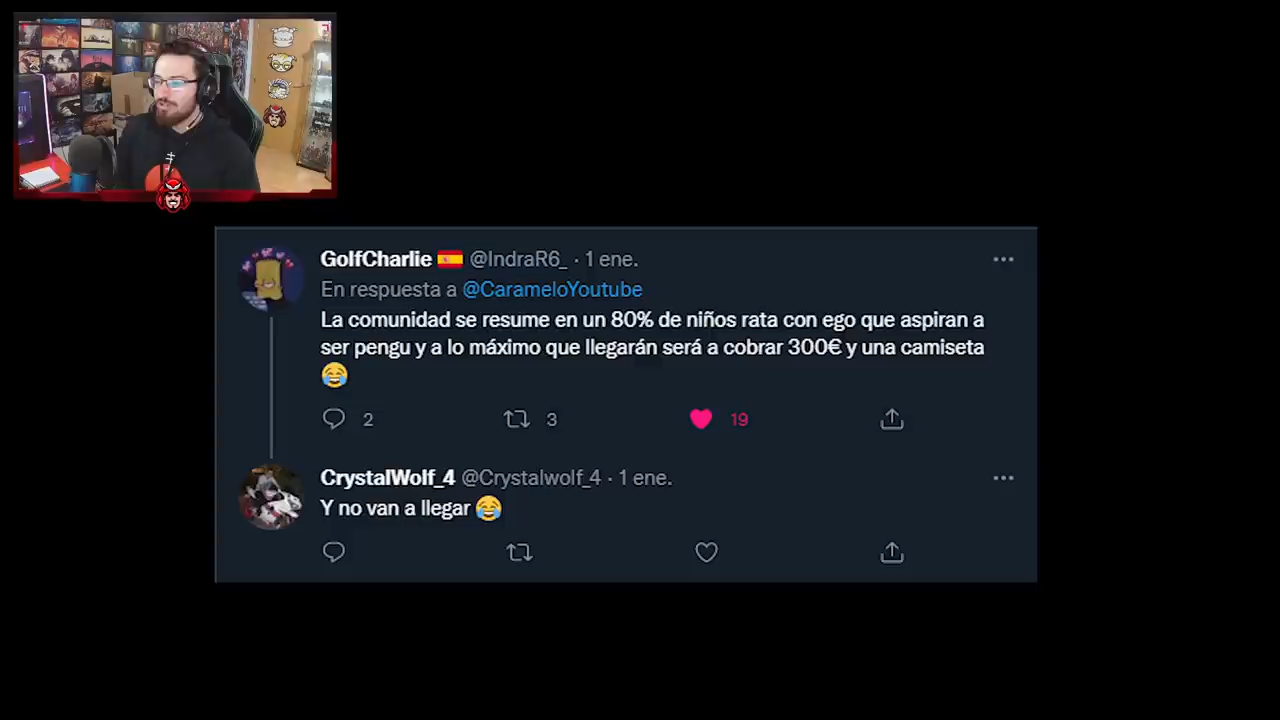 GolfCharlie 🇪🇸 @IndraR6_ · 1 ene.
En respuesta a @CarameloYoutube
La comunidad se resume en un 80% de niños rata con ego que aspiran a
ser pengu y a lo máximo que llegarán será a cobrar 300€ y una camiseta
😂
2 3 19
CrystalWolf_4 @Crystalwolf_4 · 1 ene.
Y no van a llegar 😂